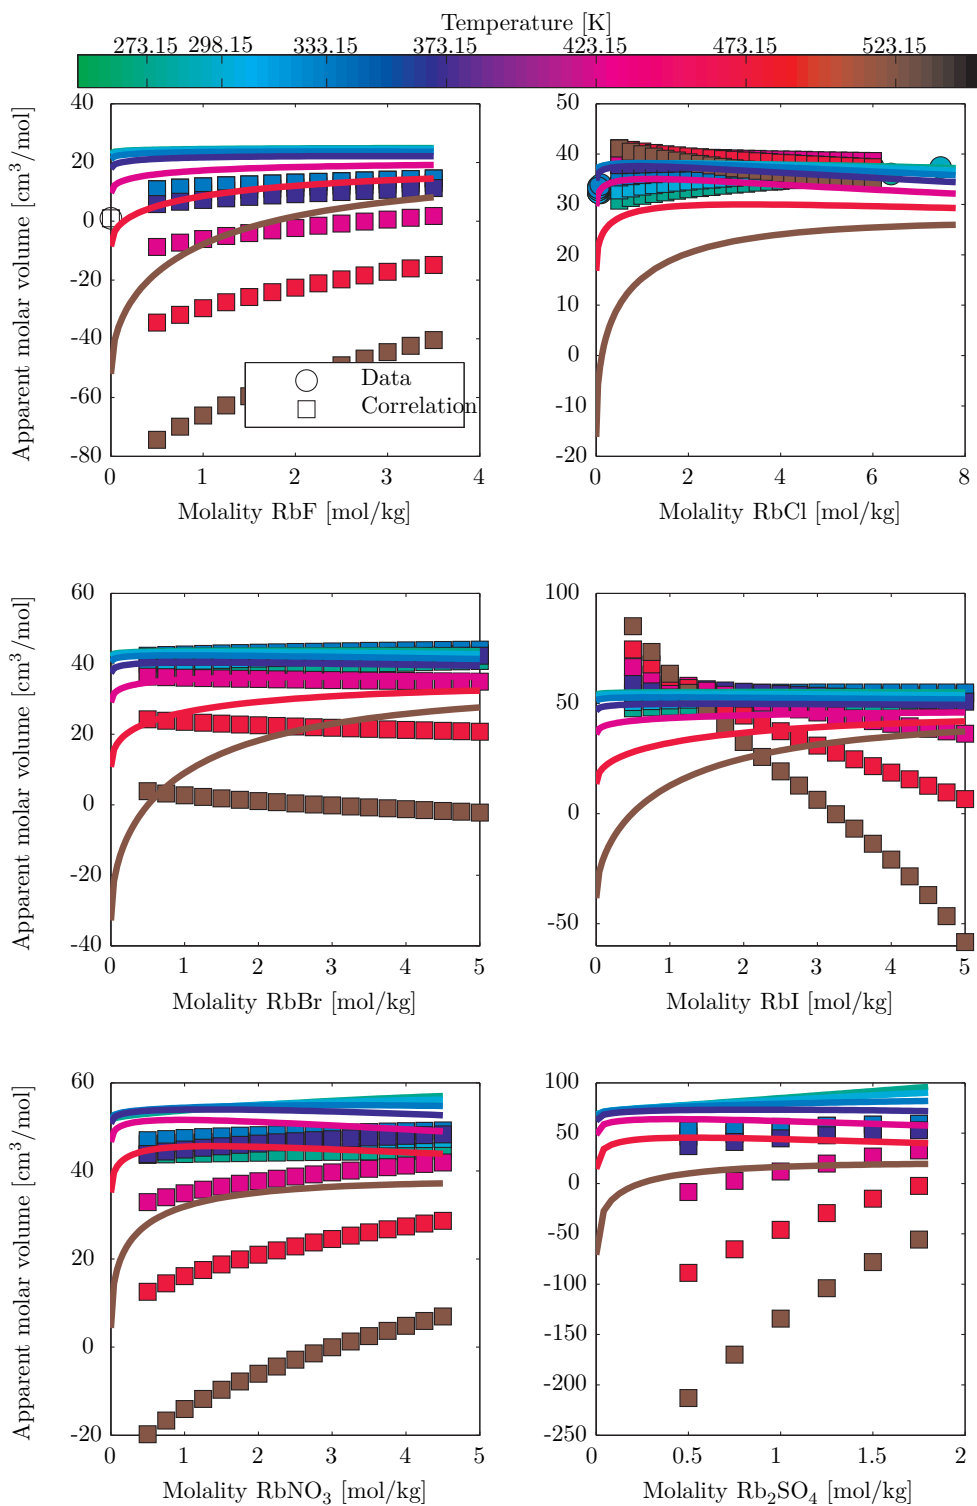 Temperature [K]
273.15 298.15 333.15 373.15 423.15 473.15 523.15
Apparent molar volume [cm³/mol]
40
20
0
-20
-40
-60
-80
0 1 2 3 4
Molality RbF [mol/kg]
Data
Correlation
50
40
30
20
10
0
-10
-20
0 2 4 6 8
Molality RbCl [mol/kg]
Apparent molar volume [cm³/mol]
60
40
20
0
-20
-40
0 1 2 3 4 5
Molality RbBr [mol/kg]
100
50
0
-50
0 1 2 3 4 5
Molality RbI [mol/kg]
Apparent molar volume [cm³/mol]
60
40
20
0
-20
0 1 2 3 4 5
Molality RbNO₃ [mol/kg]
100
50
0
-50
-100
-150
-200
-250
0 0.5 1 1.5 2
Molality Rb₂SO₄ [mol/kg]